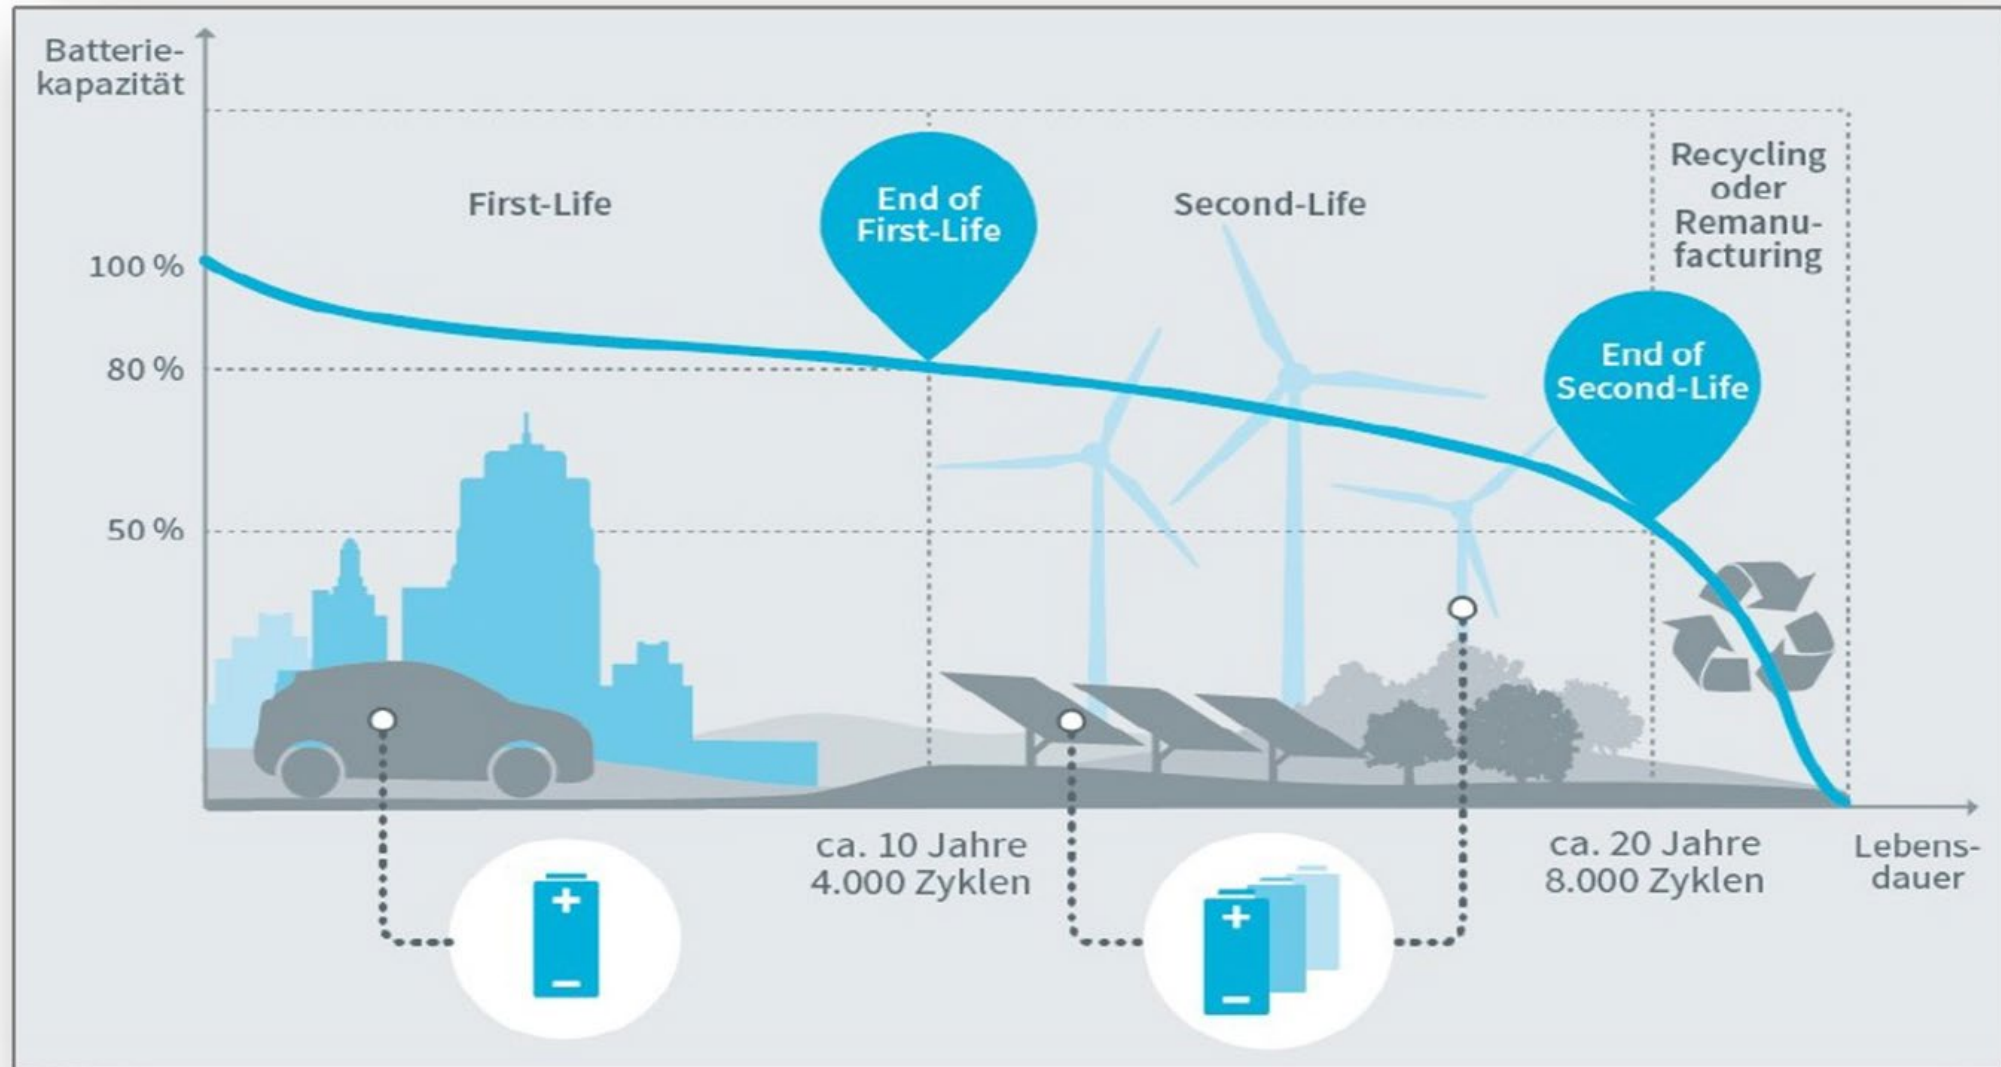 Batterie-
kapazität
First-Life
End of
First-Life
Second-Life
Recycling
oder
Remanu-
facturing
100 %
80 %
50 %
End of
Second-Life
ca. 10 Jahre
4.000 Zyklen
ca. 20 Jahre
8.000 Zyklen
Lebens-
dauer
+
–
+
–